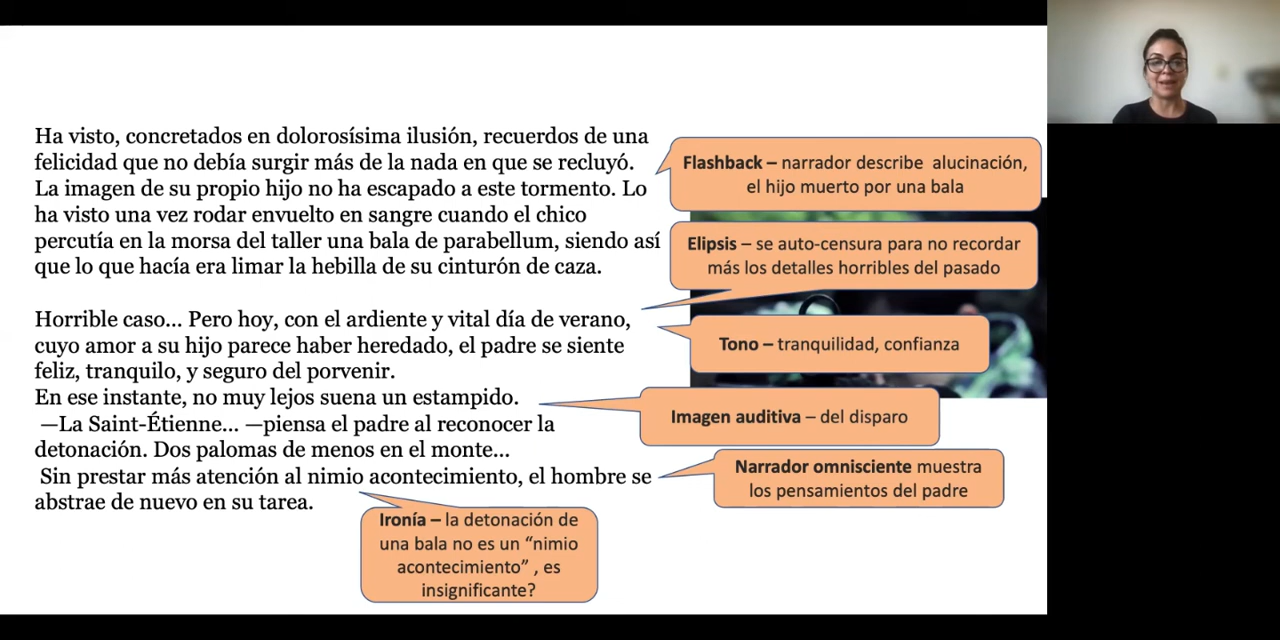 Ha visto, concretados en dolorosísima ilusión, recuerdos de una
felicidad que no debía surgir más de la nada en que se recluyó.
La imagen de su propio hijo no ha escapado a este tormento. Lo
ha visto una vez rodar envuelto en sangre cuando el chico
percutía en la morsa del taller una bala de parabellum, siendo así
que lo que hacía era limar la hebilla de su cinturón de caza.
Horrible caso... Pero hoy, con el ardiente y vital día de verano,
cuyo amor a su hijo parece haber heredado, el padre se siente
feliz, tranquilo, y seguro del porvenir.
En ese instante, no muy lejos suena un estampido.
—La Saint-Étienne... —piensa el padre al reconocer la
detonación. Dos palomas de menos en el monte...
Sin prestar más atención al nimio acontecimiento, el hombre se
abstrae de nuevo en su tarea.
Flashback – narrador describe alucinación,
el hijo muerto por una bala
Elipsis – se auto-censura para no recordar
más los detalles horribles del pasado
Tono – tranquilidad, confianza
Imagen auditiva – del disparo
Narrador omnisciente muestra
los pensamientos del padre
Ironía – la detonación de
una bala no es un “nimio
acontecimiento” , es
insignificante?